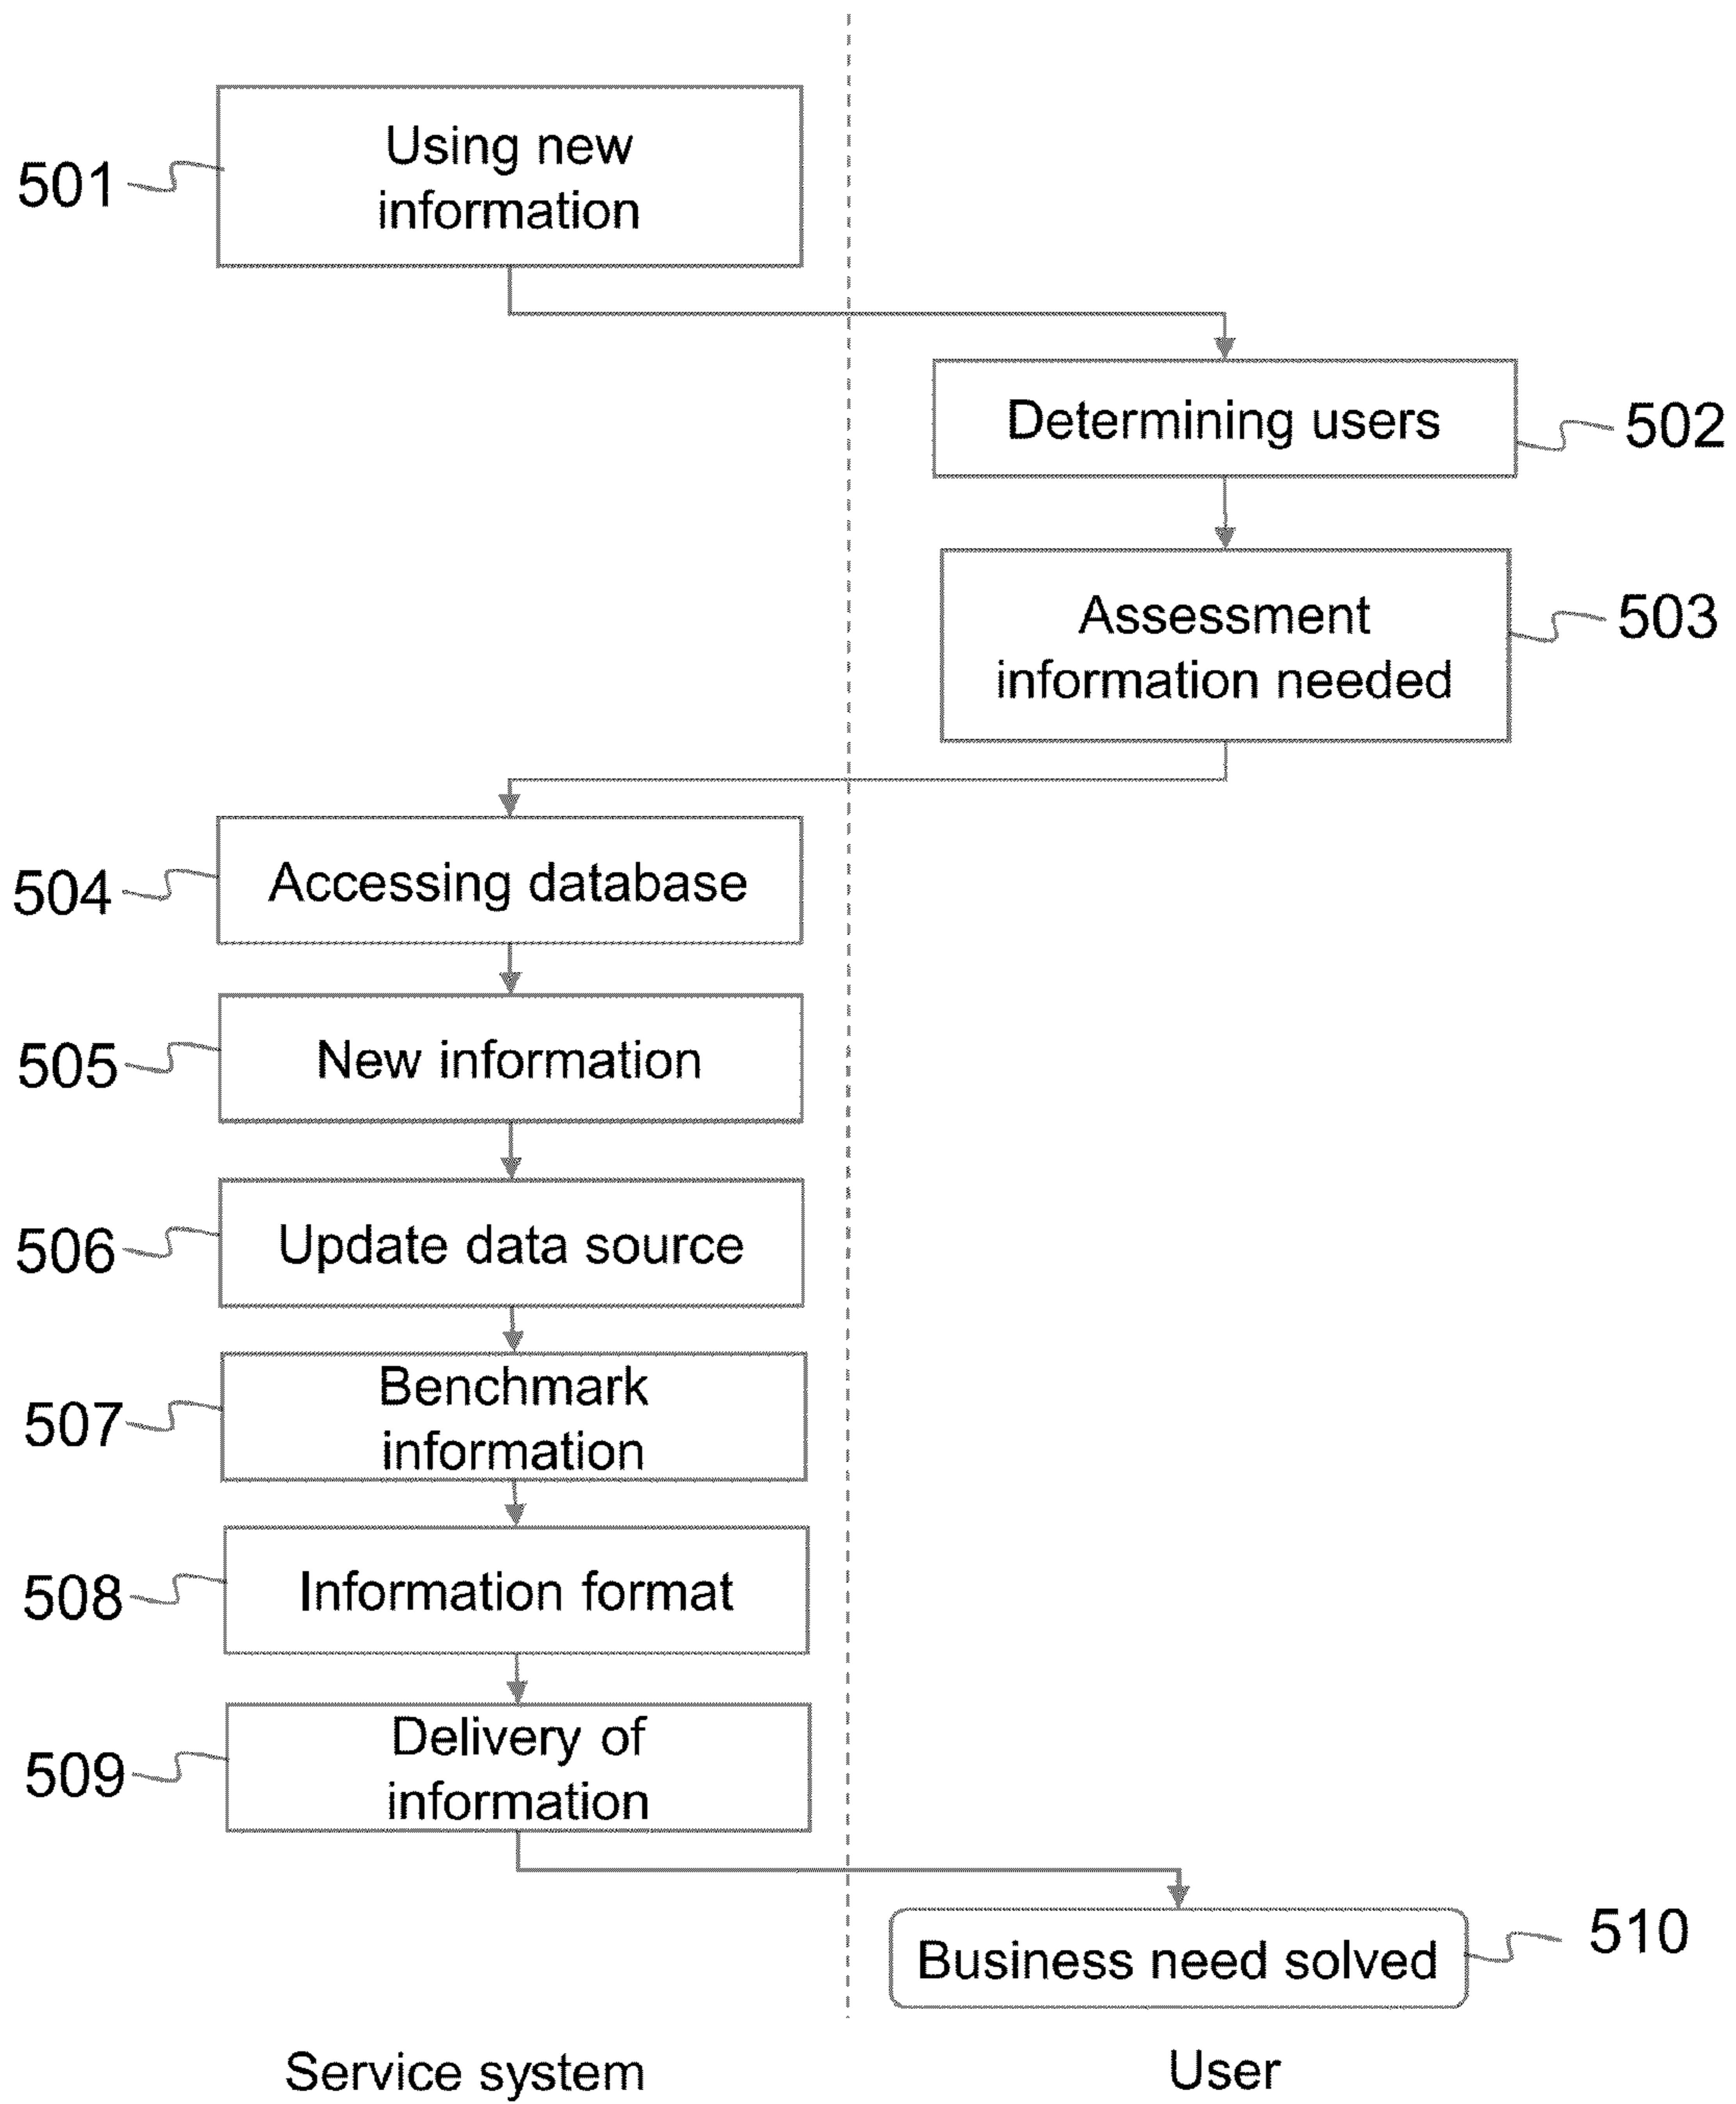 Using new
information
501
Determining users
502
Assessment
information needed
503
Accessing database
504
New information
505
Update data source
506
Benchmark
information
507
Information format
508
Delivery of
information
509
Business need solved
510
Service system
User